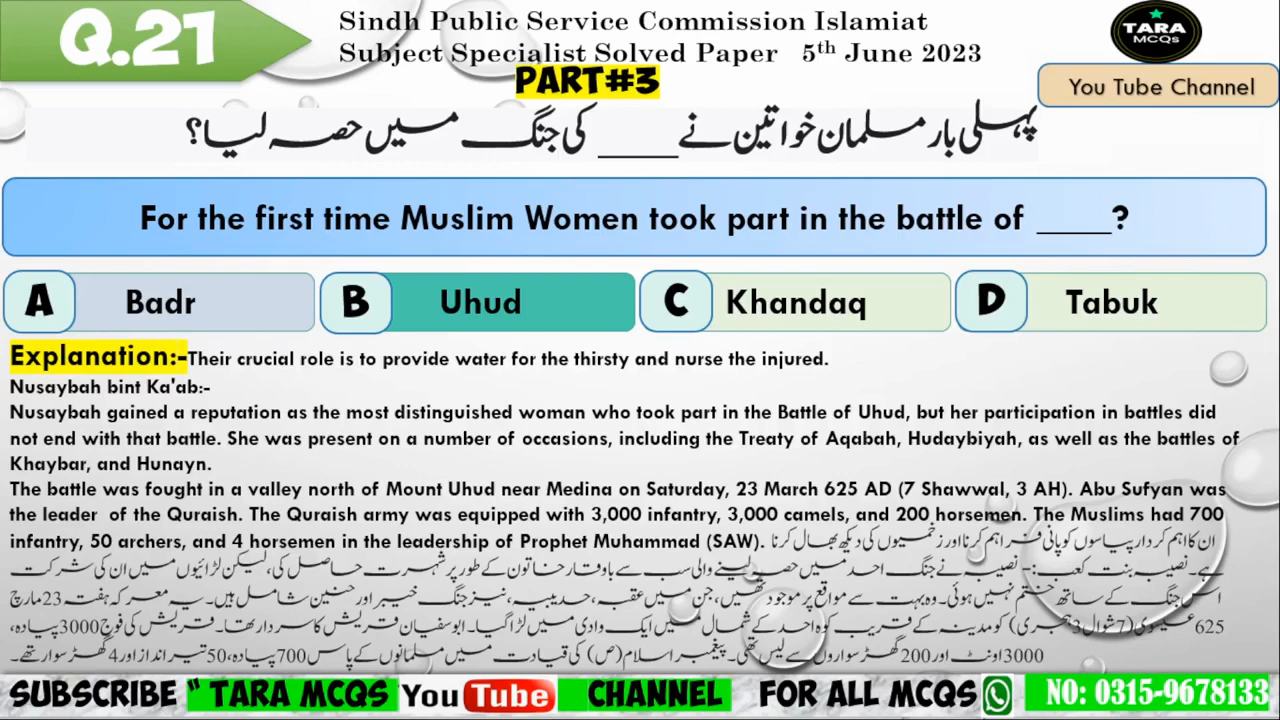 Q.21
Sindh Public Service Commission Islamiat
Subject Specialist Solved Paper 5th June 2023
PART#3
TARA
MCQs
You Tube Channel
پہلی بار مسلمان خواتین نے ____ کی جنگ میں حصہ لیا؟
For the first time Muslim Women took part in the battle of ____?
A Badr
B Uhud
C Khandaq
D Tabuk
Explanation:-Their crucial role is to provide water for the thirsty and nurse the injured.
Nusaybah bint Ka'ab:-
Nusaybah gained a reputation as the most distinguished woman who took part in the Battle of Uhud, but her participation in battles did
not end with that battle. She was present on a number of occasions, including the Treaty of Aqabah, Hudaybiyah, as well as the battles of
Khaybar, and Hunayn.
The battle was fought in a valley north of Mount Uhud near Medina on Saturday, 23 March 625 AD (7 Shawwal, 3 AH). Abu Sufyan was
the leader of the Quraish. The Quraish army was equipped with 3,000 infantry, 3,000 camels, and 200 horsemen. The Muslims had 700
infantry, 50 archers, and 4 horsemen in the leadership of Prophet Muhammad (SAW). ان کا اہم کردار پیاسوں کو پانی فراہم کرنا اور زخمیوں کی دیکھ بھال کرنا
ہے۔ نصیبہ بنت کعب:- نصیبہ نے جنگ احد میں حصہ لینے والی سب سے باوقار خاتون کے طور پر شہرت حاصل کی، لیکن لڑائیوں میں ان کی شرکت
اس جنگ کے ساتھ ختم نہیں ہوئی۔ وہ بہت سے مواقع پر موجود تھیں، جن میں عقبہ، حدیبیہ، نیز جنگ خیبر اور حنین شامل ہیں۔ یہ معرکہ ہفتہ 23 مارچ
625 عیسوی (7 شوال 3 ہجری) کو مدینہ کے قریب کوہ احد کے شمال میں ایک وادی میں لڑا گیا۔ ابو سفیان قریش کا سردار تھا۔ قریش کی فوج 3000 پیادہ،
3000 اونٹ اور 200 گھڑ سواروں سے لیس تھی۔ پیغمبر اسلام (ص) کی قیادت میں مسلمانوں کے پاس 700 پیادہ، 50 تیر انداز اور 4 گھڑ سوار تھے۔
SUBSCRIBE " TARA MCQS YouTube CHANNEL FOR ALL MCQS NO: 0315-9678133